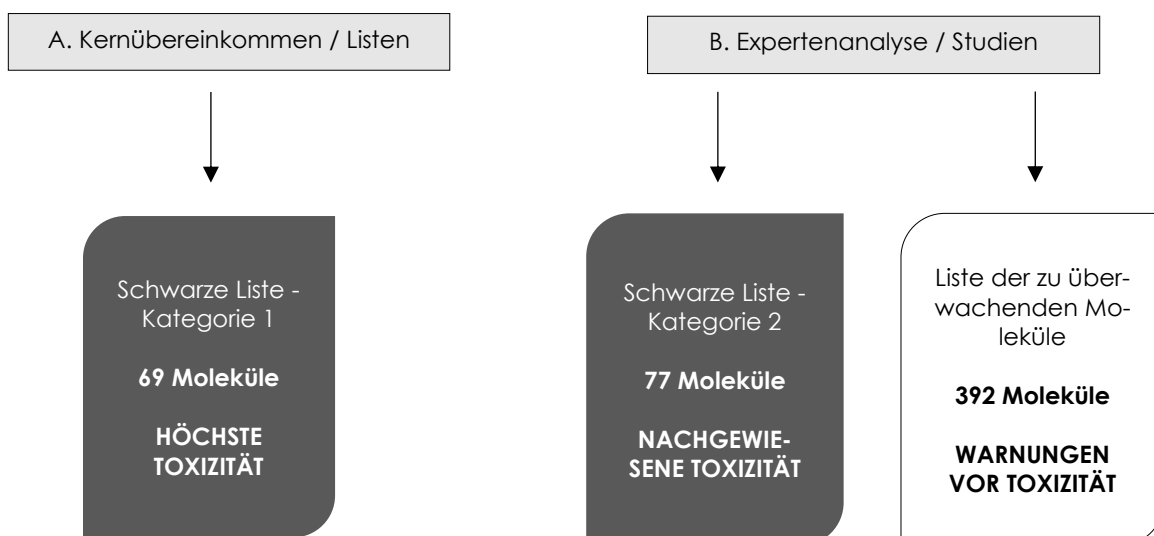 A. Kernübereinkommen / Listen
B. Expertenanalyse / Studien
Schwarze Liste -
Kategorie 1
69 Moleküle
HÖCHSTE
TOXIZITÄT
Schwarze Liste -
Kategorie 2
77 Moleküle
NACHGEWIE-
SENE TOXIZITÄT
Liste der zu über-
wachenden Mo-
leküle
392 Moleküle
WARNUNGEN
VOR TOXIZITÄT